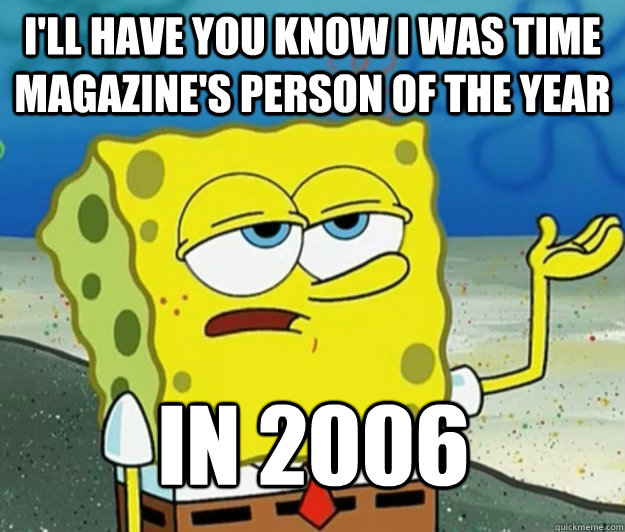 I'LL HAVE YOU KNOW I WAS TIME
MAGAZINE'S PERSON OF THE YEAR
IN 2006
quickmeme.com